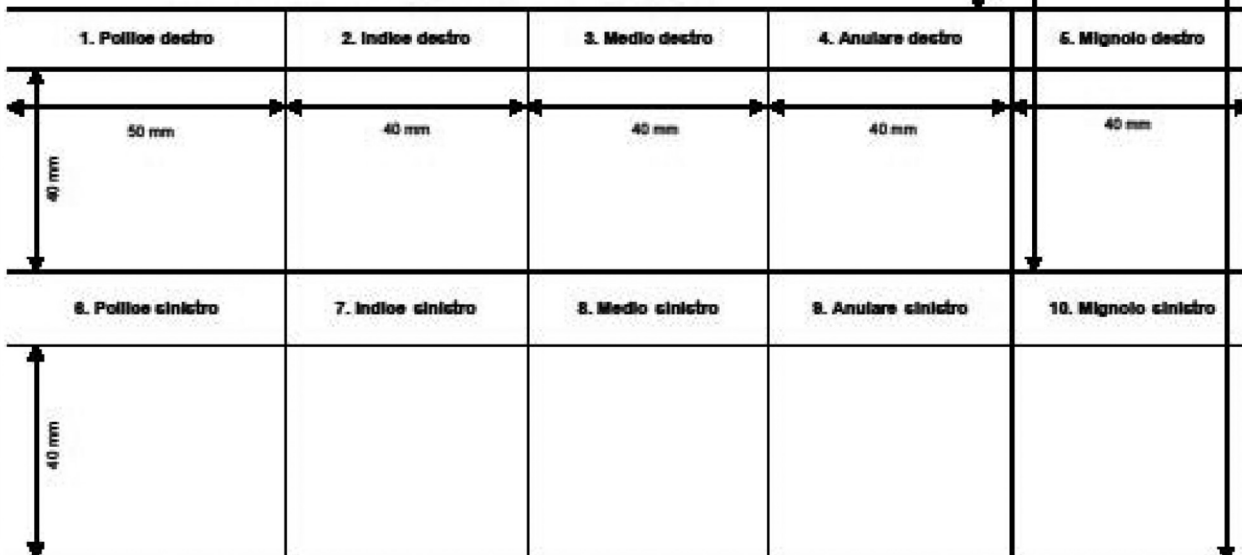 1. Pollice destro 2. Indice destro 3. Medio destro 4. Anulare destro 5. Mignolo destro
50 mm 40 mm 40 mm 40 mm 40 mm
40 mm
6. Pollice sinistro 7. Indice sinistro 8. Medio sinistro 9. Anulare sinistro 10. Mignolo sinistro
40 mm